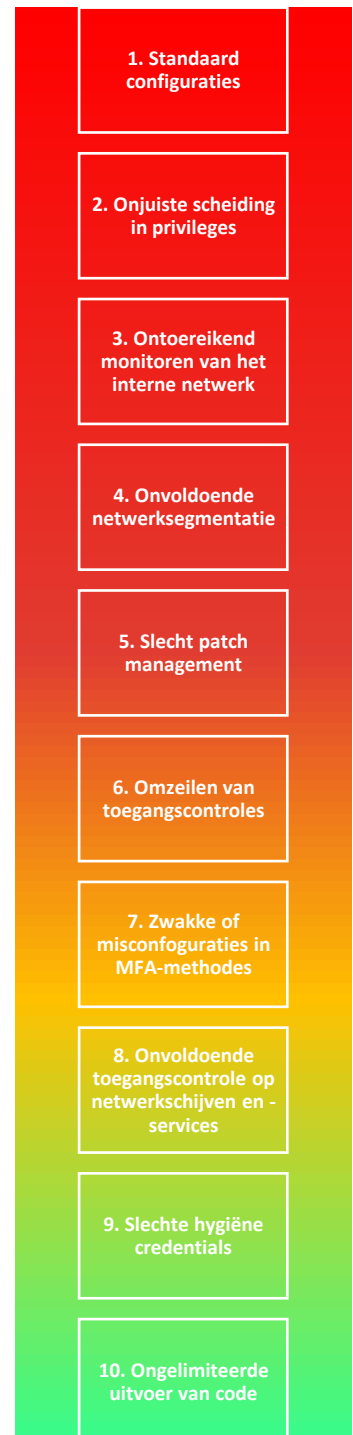 1. Standaard
configuraties
2. Onjuiste scheiding
in privileges
3. Ontoereikend
monitoren van het
interne netwerk
4. Onvoldoende
netwerksegmentatie
5. Slecht patch
management
6. Omzeilen van
toegangscontroles
7. Zwakke of
misconfoguraties in
MFA-methodes
8. Onvoldoende
toegangscontrole op
netwerkschijven en -
services
9. Slechte hygiëne
credentials
10. Ongelimiteerde
uitvoer van code